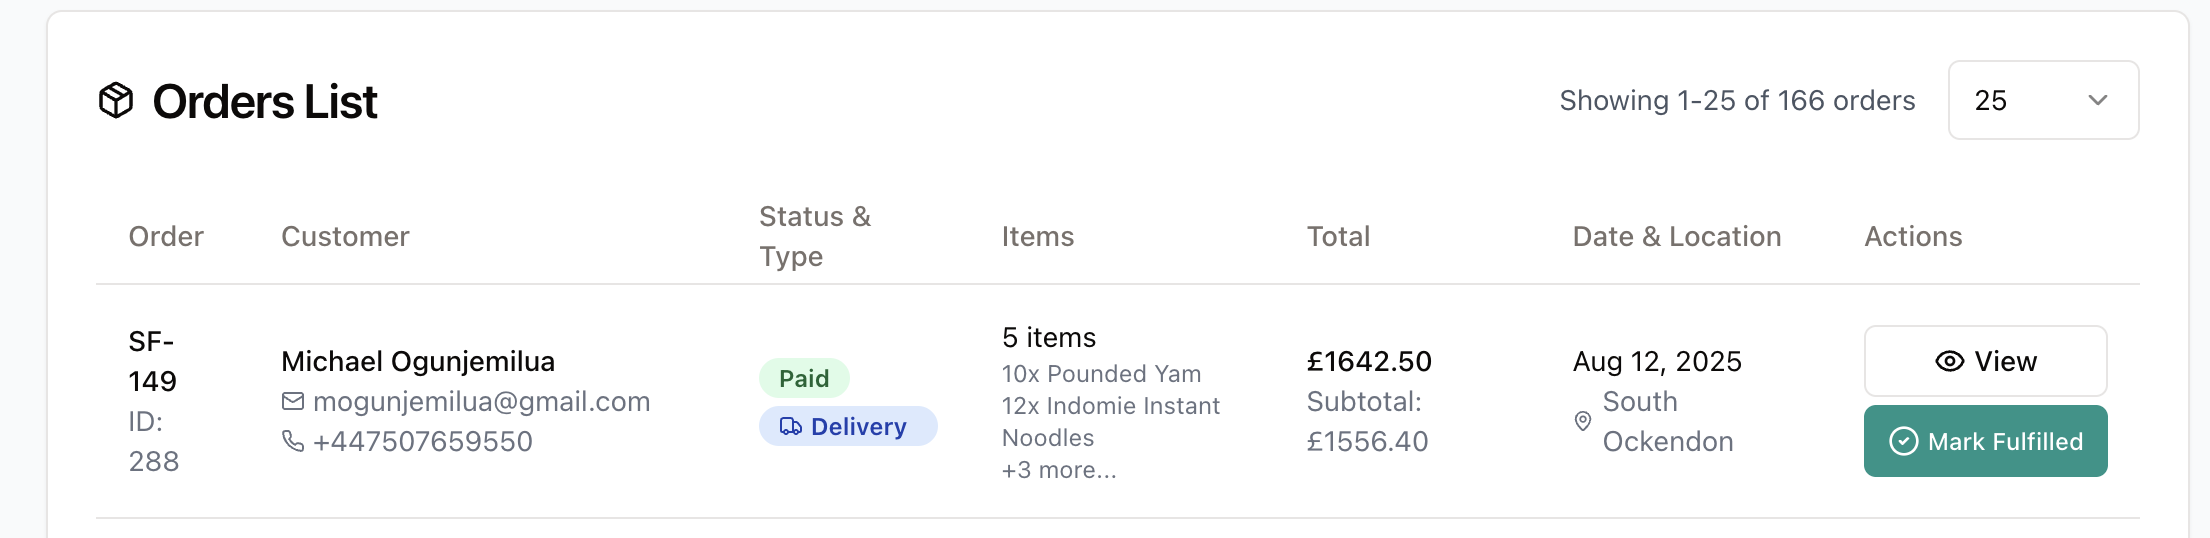 Orders List
Showing 1-25 of 166 orders
25
Order
Customer
Status &
Type
Items
Total
Date & Location
Actions
SF-
149
ID:
288
Michael Ogunjemilua
mogunjemilua@gmail.com
+447507659550
Paid
Delivery
5 items
10x Pounded Yam
12x Indomie Instant
Noodles
+3 more...
£1642.50
Subtotal:
£1556.40
Aug 12, 2025
South
Ockendon
View
Mark Fulfilled